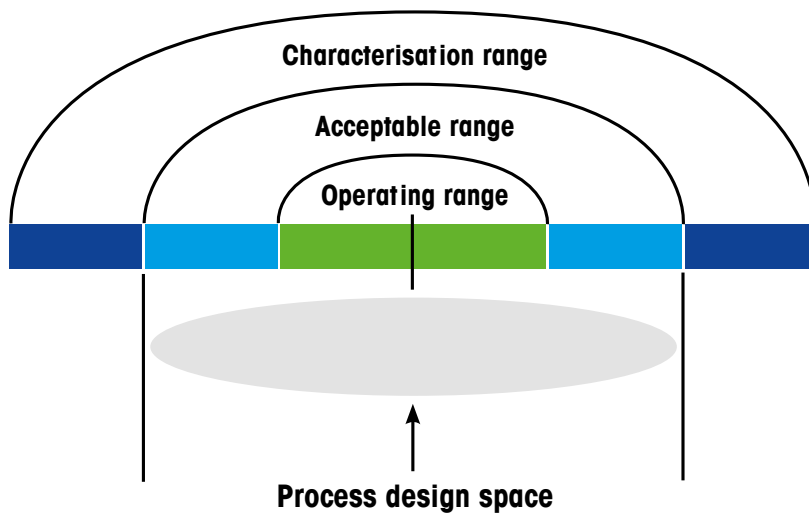 Characterisation range
Acceptable range
Operating range
Process design space